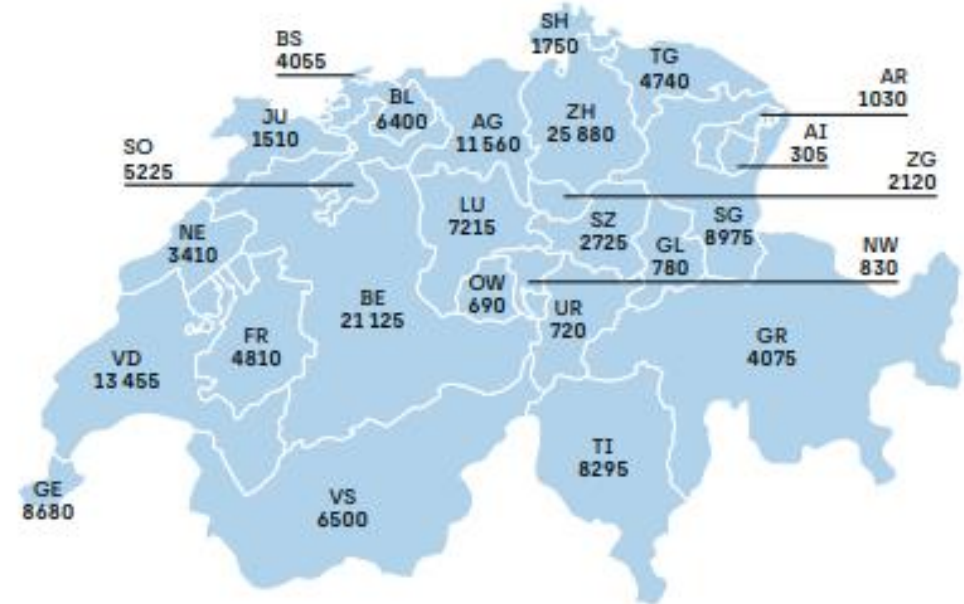 SH
1750
BS
4055
TG
4740
AR
1030
BL
6400
JU
1510
AG
11 560
ZH
25 880
AI
305
SO
5225
ZG
2120
LU
7215
SZ
2725
SG
8975
NE
3410
GL
780
NW
830
OW
690
BE
21 125
UR
720
FR
4810
GR
4075
VD
13 455
TI
8295
GE
8680
VS
6500